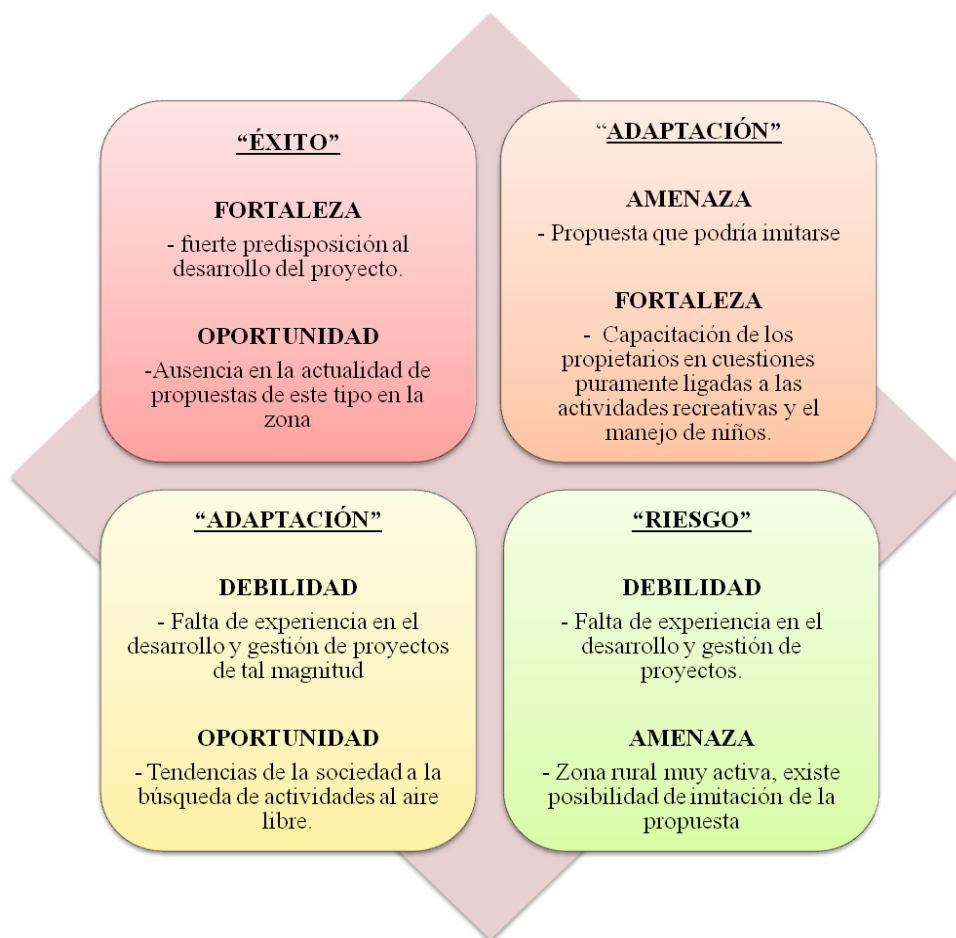 “ÉXITO”
FORTALEZA
- fuerte predisposición al
desarrollo del proyecto.
OPORTUNIDAD
-Ausencia en la actualidad de
propuestas de este tipo en la
zona
“ADAPTACIÓN”
AMENAZA
- Propuesta que podría imitarse
FORTALEZA
- Capacitación de los
propietarios en cuestiones
puramente ligadas a las
actividades recreativas y el
manejo de niños.
“ADAPTACIÓN”
DEBILIDAD
- Falta de experiencia en el
desarrollo y gestión de proyectos
de tal magnitud
OPORTUNIDAD
- Tendencias de la sociedad a la
búsqueda de actividades al aire
libre.
“RIESGO”
DEBILIDAD
- Falta de experiencia en el
desarrollo y gestión de
proyectos.
AMENAZA
- Zona rural muy activa, existe
posibilidad de imitación de la
propuesta